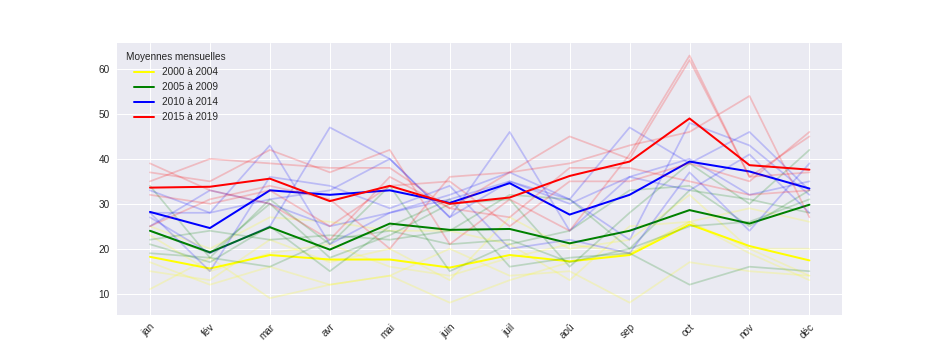 Moyennes mensuelles
2000 à 2004
2005 à 2009
2010 à 2014
2015 à 2019
60
50
40
30
20
10
jan
fév
mar
avr
mai
juin
juil
aoû
sep
oct
nov
déc